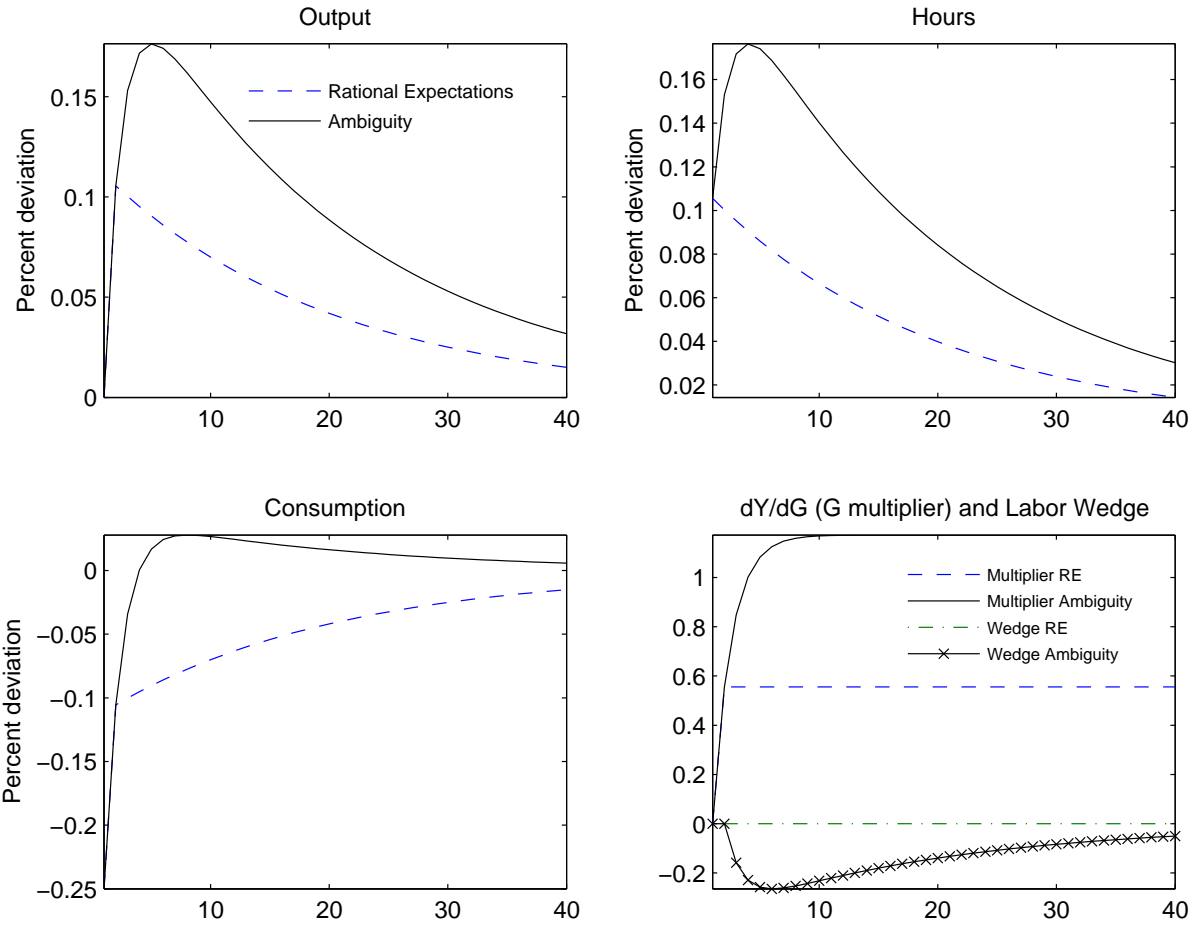 Output
Percent deviation
0.15
0.1
0.05
0
Rational Expectations
Ambiguity
10 20 30 40
Hours
Percent deviation
0.16
0.14
0.12
0.1
0.08
0.06
0.04
0.02
10 20 30 40
Consumption
Percent deviation
0
−0.05
−0.1
−0.15
−0.2
−0.25
10 20 30 40
dY/dG (G multiplier) and Labor Wedge
1
0.8
0.6
0.4
0.2
0
−0.2
Multiplier RE
Multiplier Ambiguity
Wedge RE
Wedge Ambiguity
10 20 30 40